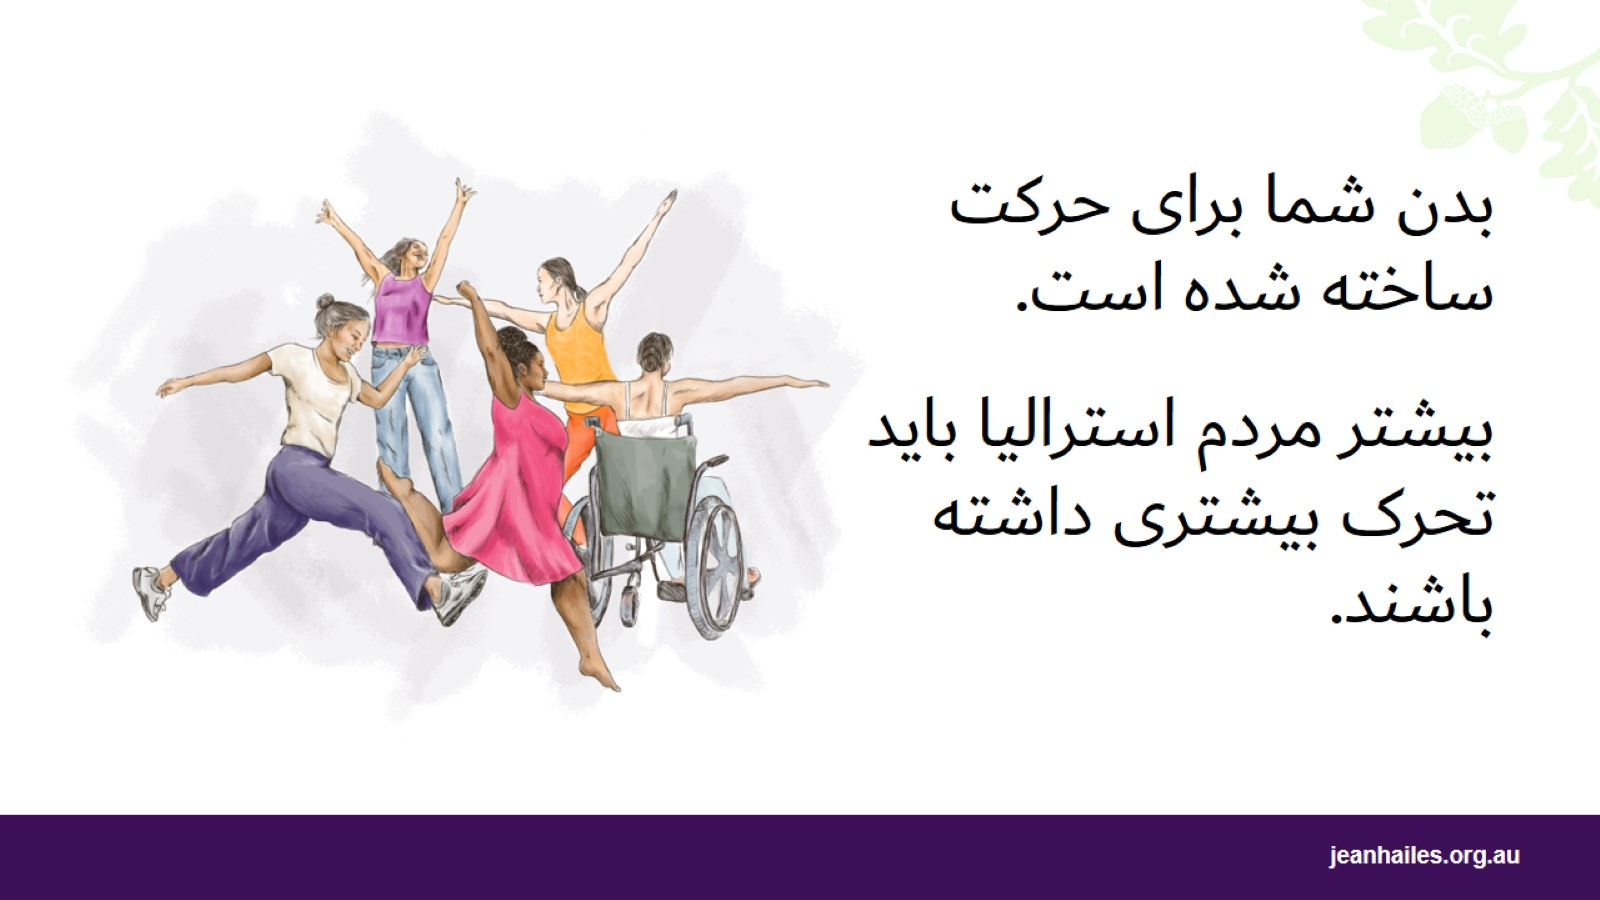 بدن شما برای حرکت
ساخته شده است.
بیشتر مردم استرالیا باید
تحرک بیشتری داشته
باشند.
jeanhailes.org.au